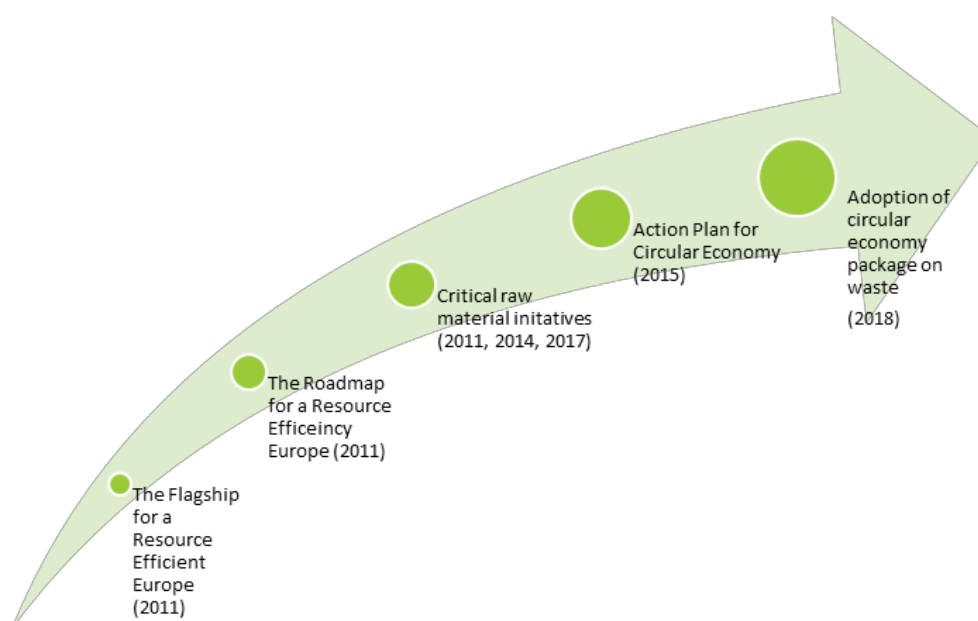 The Flagship
for a
Resource
Efficient
Europe
(2011)
The Roadmap
for a Resource
Efficeincy
Europe (2011)
Critical raw
material initatives
(2011, 2014, 2017)
Action Plan for
Circular Economy
(2015)
Adoption of
circular
economy
package on
waste
(2018)